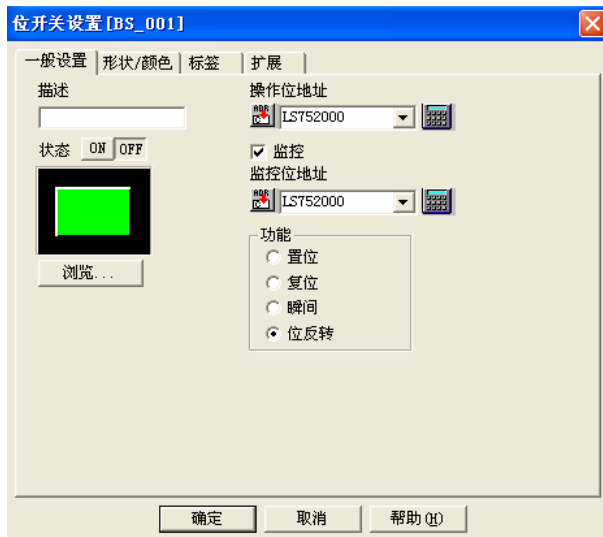 位开关设置[BS_001]
一般设置 形状/颜色 标签 扩展
描述
操作位地址
ADR
LS752000
状态 ON OFF
监控
监控位地址
ADR
LS752000
浏览...
功能
置位
复位
瞬间
位反转
确定 取消 帮助(H)